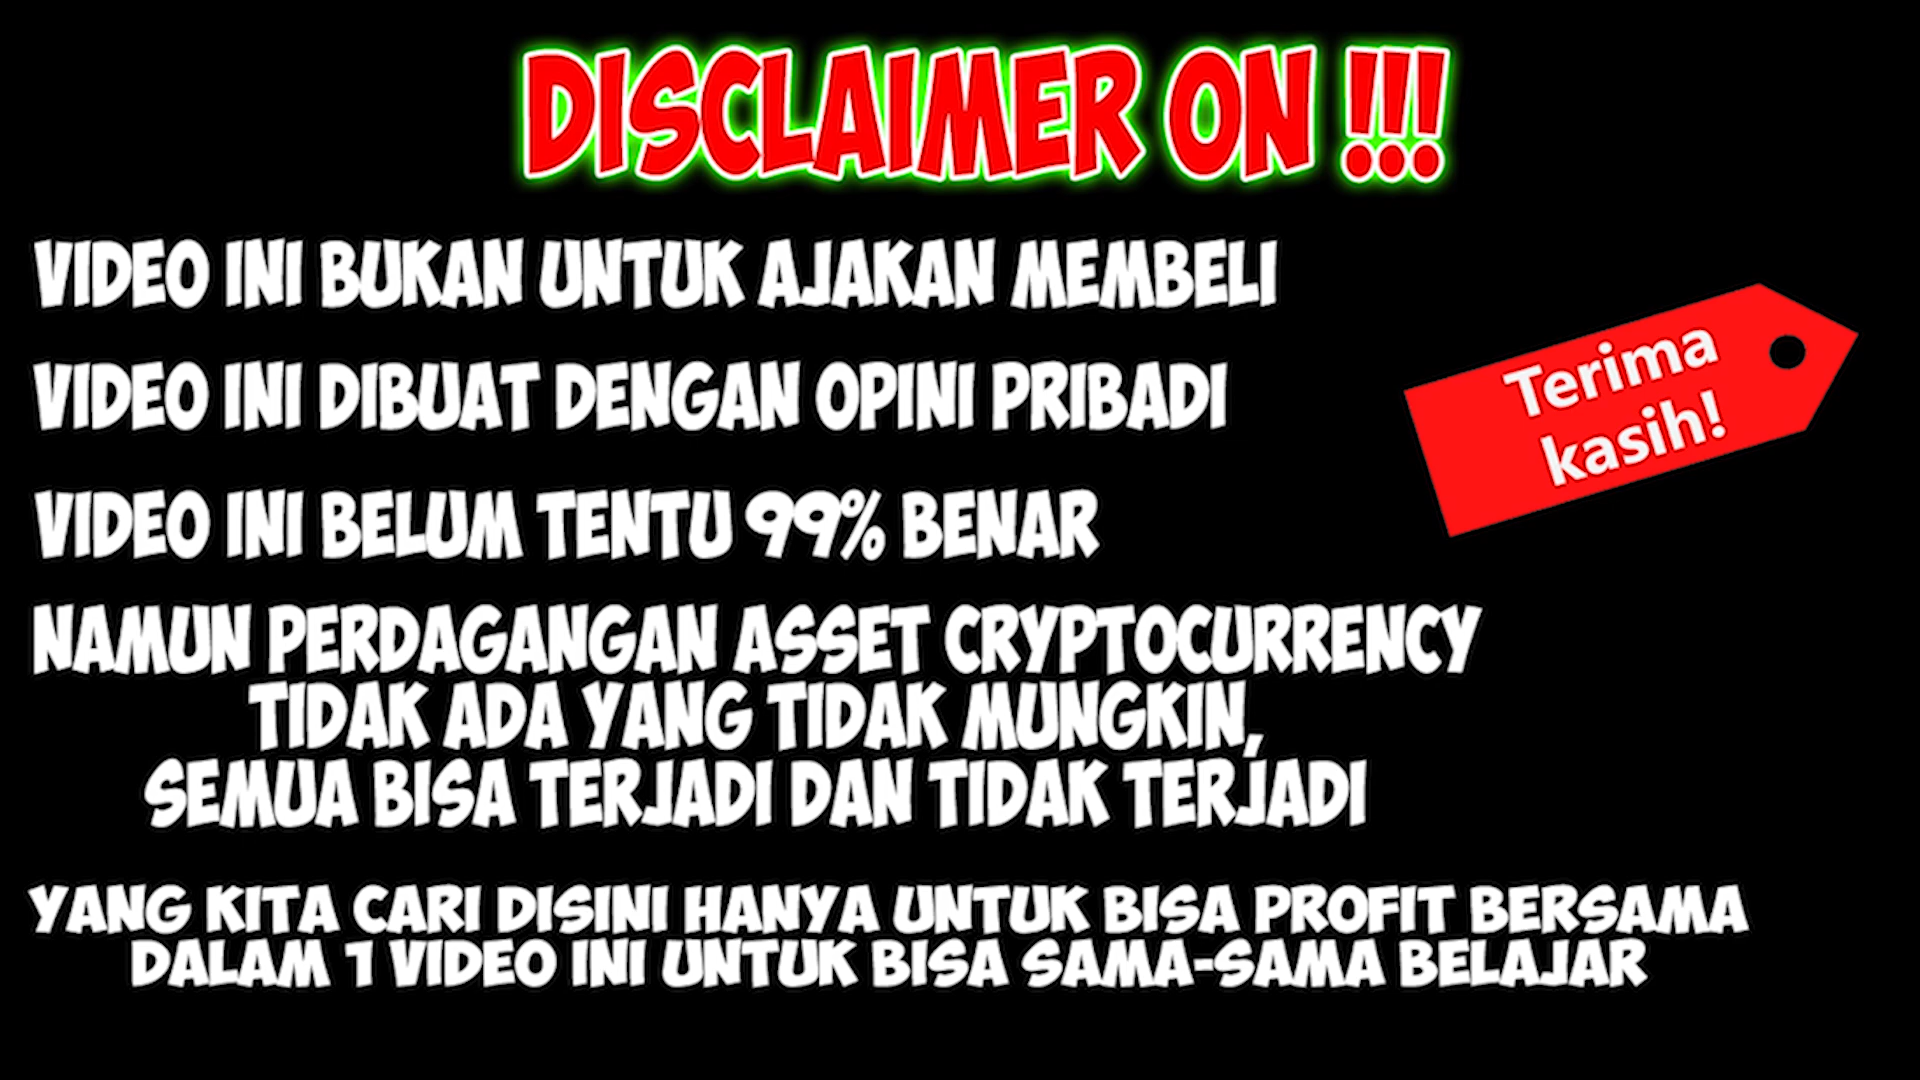 DISCLAIMER ON !!!
VIDEO INI BUKAN UNTUK AJAKAN MEMBELI
VIDEO INI DIBUAT DENGAN OPINI PRIBADI
Terima
kasih!
VIDEO INI BELUM TENTU 99% BENAR
NAMUN PERDAGANGAN ASSET CRYPTOCURRENCY
TIDAK ADA YANG TIDAK MUNGKIN,
SEMUA BISA TERJADI DAN TIDAK TERJADI
YANG KITA CARI DISINI HANYA UNTUK BISA PROFIT BERSAMA
DALAM 1 VIDEO INI UNTUK BISA SAMA-SAMA BELAJAR